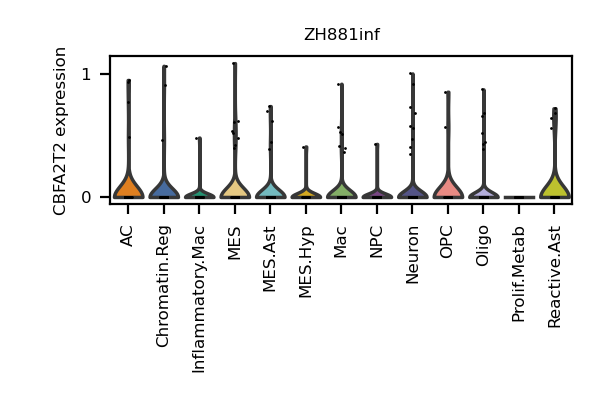 ZH881inf
CBFA2T2 expression
1
0
AC
Chromatin.Reg
Inflammatory.Mac
MES
MES.Ast
MES.Hyp
Mac
NPC
Neuron
OPC
Oligo
Prolif.Metab
Reactive.Ast